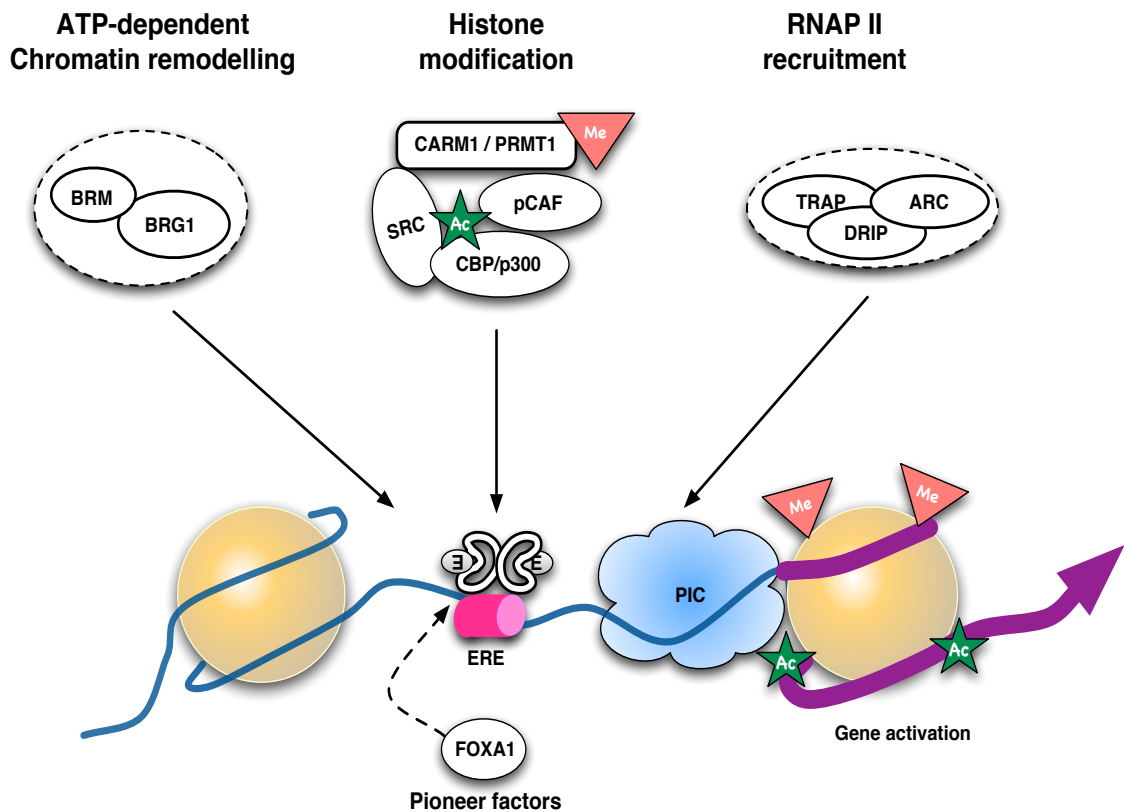 ATP-dependent
Chromatin remodelling
Histone
modification
RNAP II
recruitment
BRM
BRG1
CARM1 / PRMT1
Me
SRC
Ac
pCAF
CBP/p300
TRAP
ARC
DRIP
E
E
ERE
PIC
Me
Me
Ac
Ac
Gene activation
FOXA1
Pioneer factors